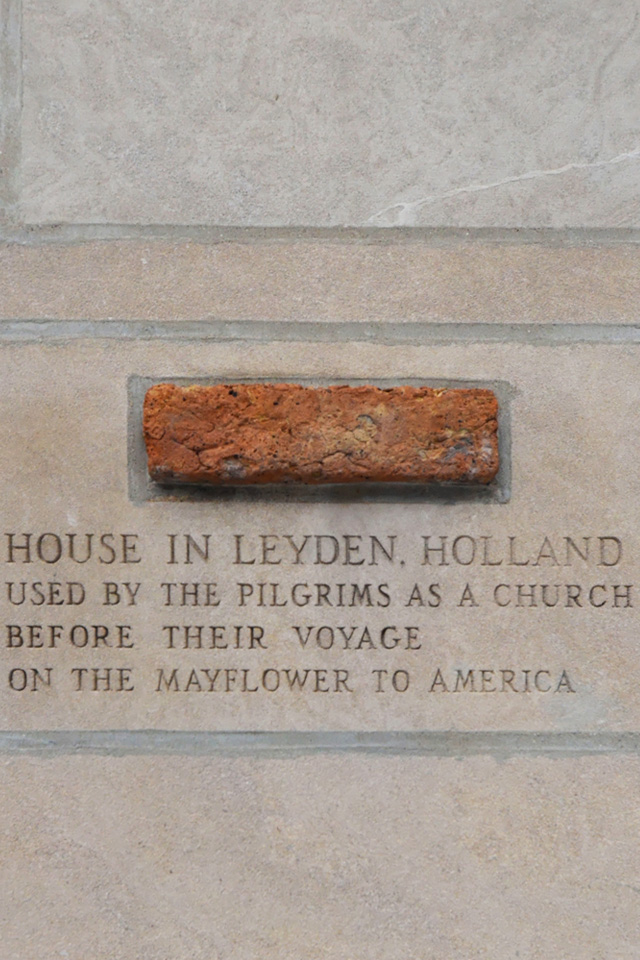 HOUSE IN LEYDEN, HOLLAND
USED BY THE PILGRIMS AS A CHURCH
BEFORE THEIR VOYAGE
ON THE MAYFLOWER TO AMERICA